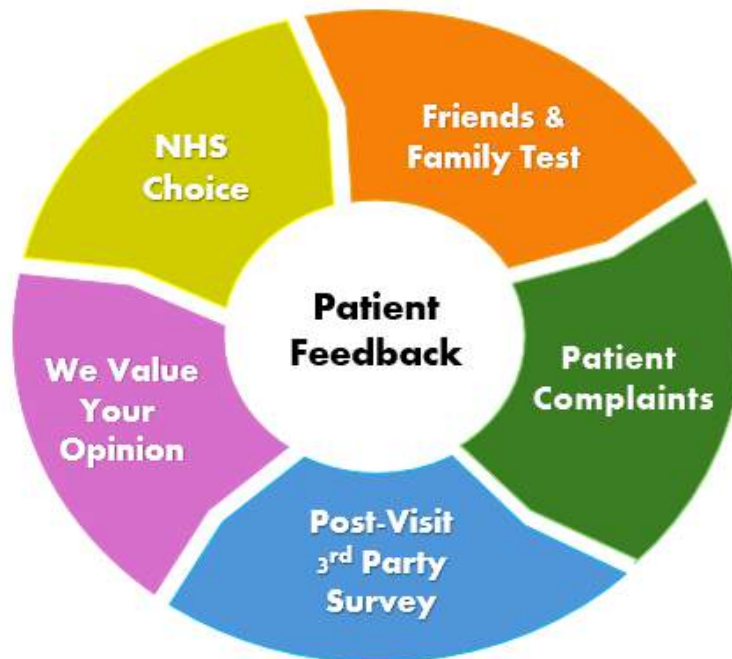 NHS
Choice
Friends &
Family Test
Patient
Feedback
We Value
Your
Opinion
Patient
Complaints
Post-Visit
3rd Party
Survey